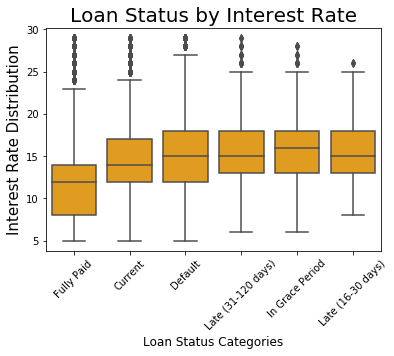 Loan Status by Interest Rate
Interest Rate Distribution
30
25
20
15
10
5
Fully Paid
Current
Default
Late (31-120 days)
In Grace Period
Late (16-30 days)
Loan Status Categories